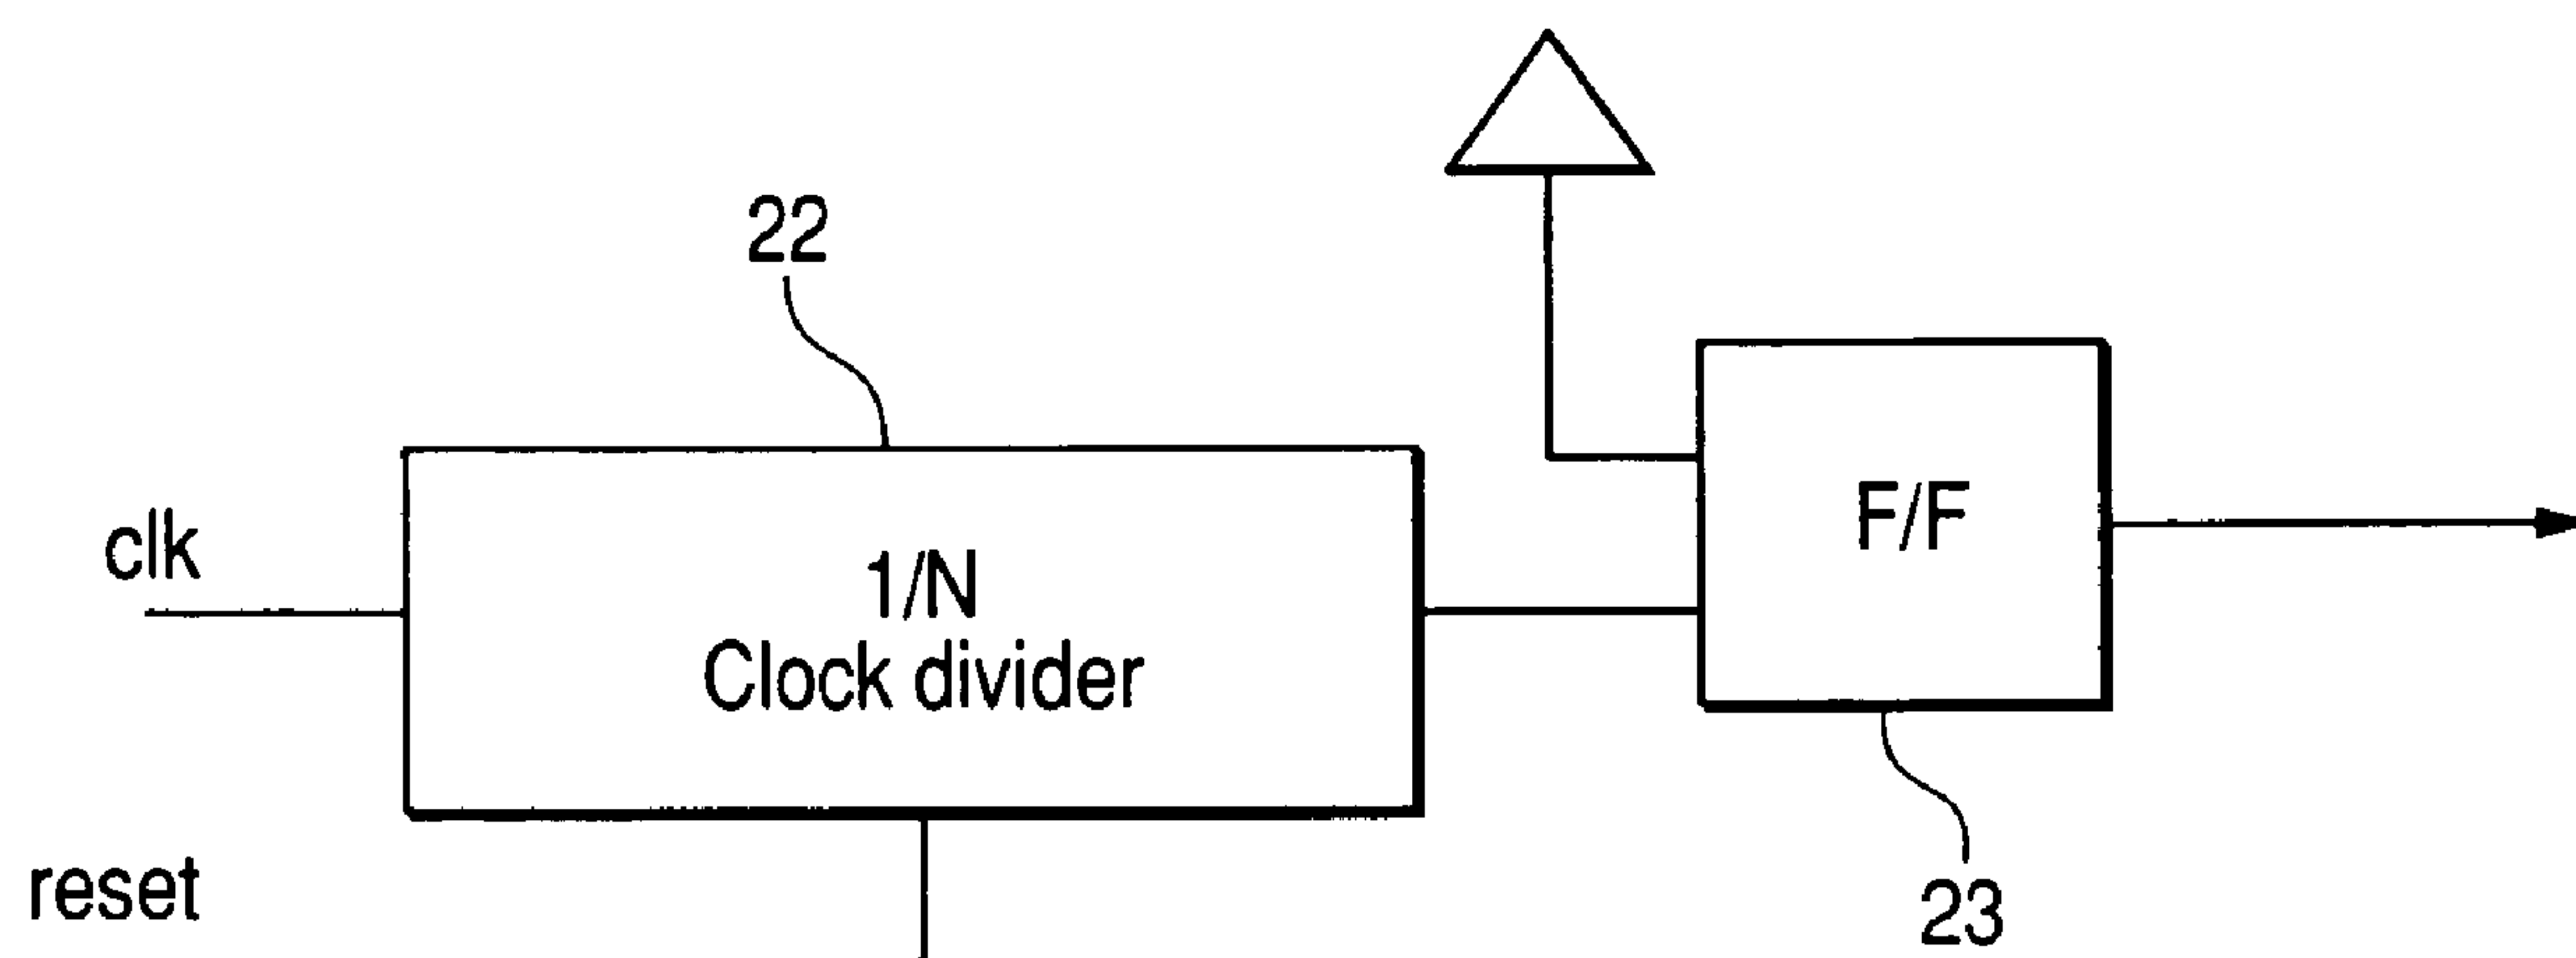 22
clk
1/N
Clock divider
F/F
reset
23